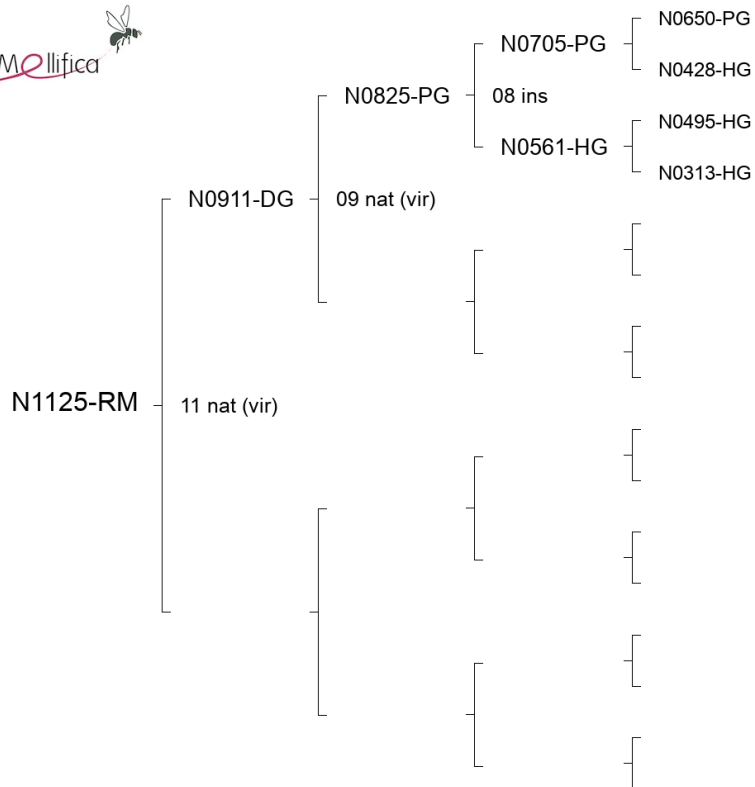 Mellifica
N0650-PG
N0705-PG
N0428-HG
N0825-PG
08 ins
N0495-HG
N0561-HG
N0313-HG
N0911-DG
09 nat (vir)
N1125-RM
11 nat (vir)